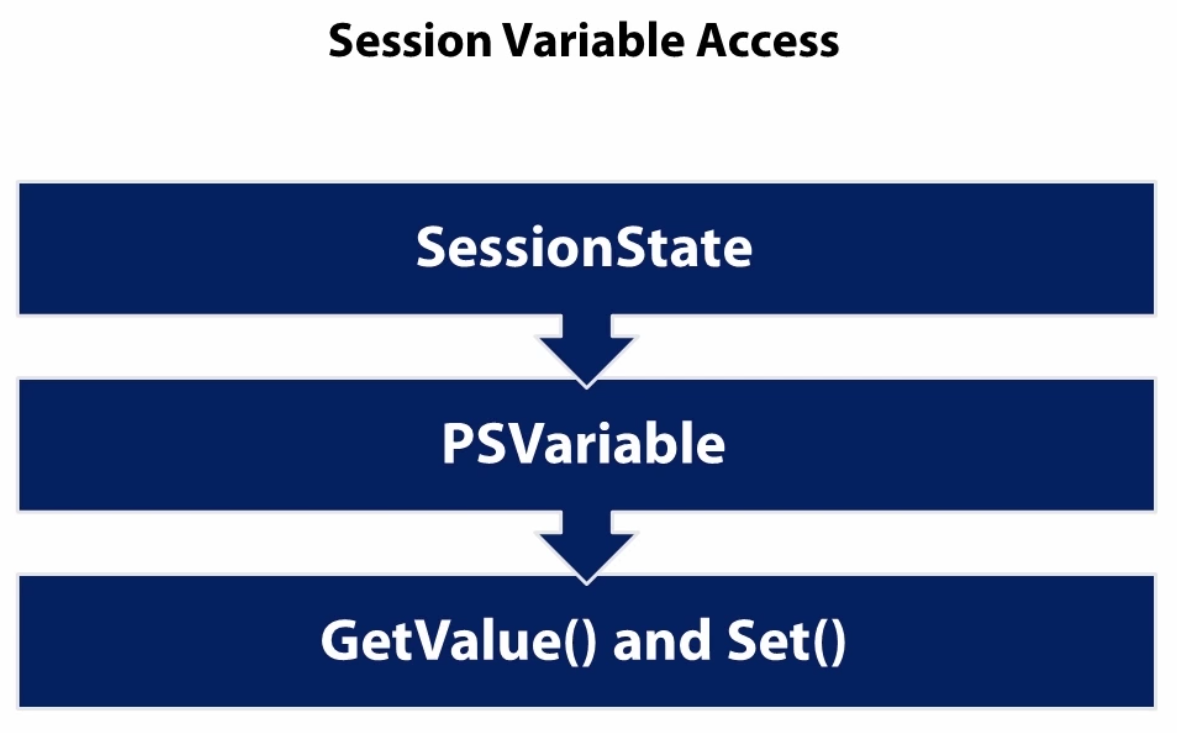 Session Variable Access
SessionState
PSVariable
GetValue() and Set()